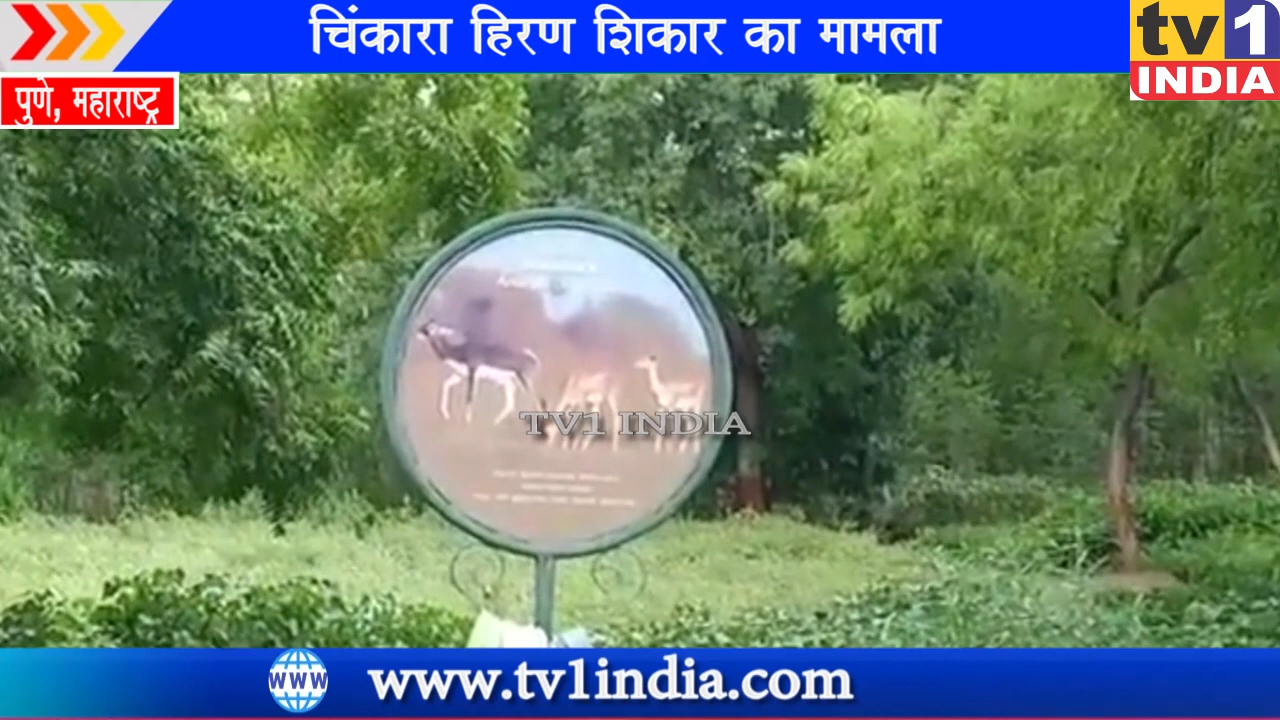 चिंकारा हिरण शिकार का मामला
tv1
INDIA
पुणे, महाराष्ट्र
TV1 INDIA
www
www.tv1india.com